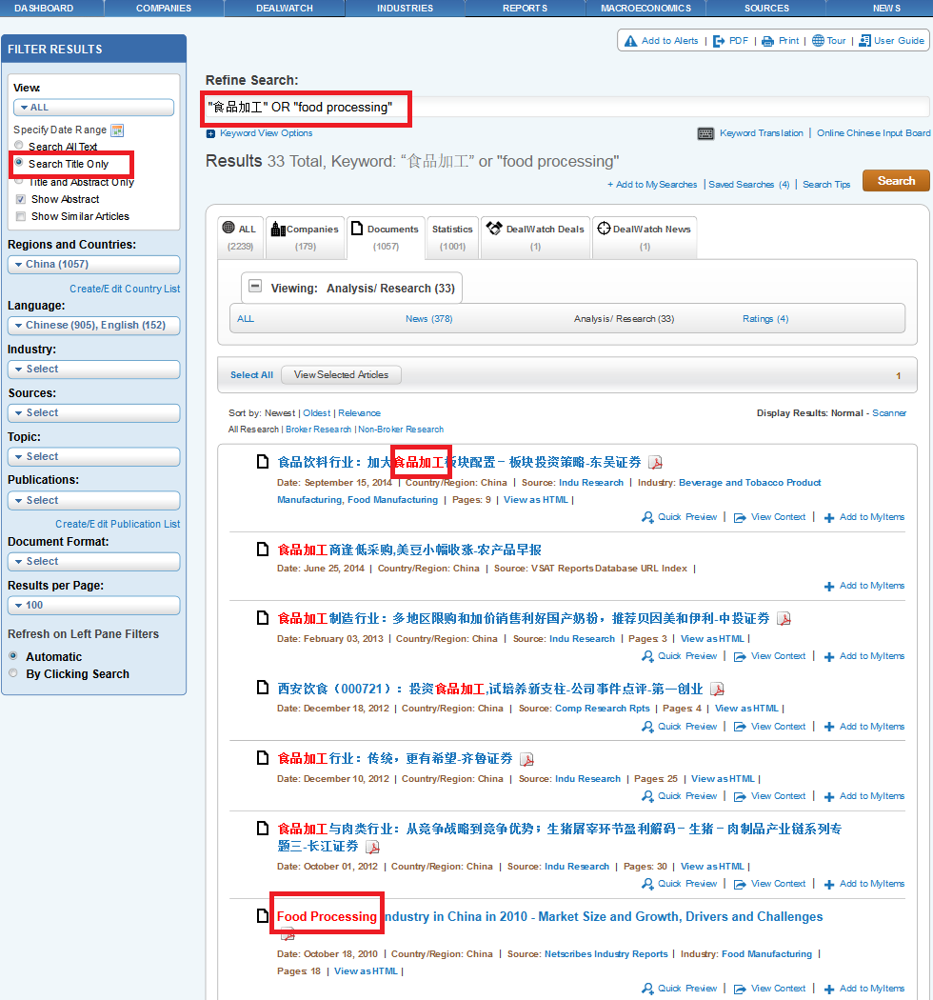 DASHBOARD COMPANIES DEALWATCH INDUSTRIES REPORTS MACROECONOMICS SOURCES NEWS
Add to Alerts | PDF | Print | Tour | User Guide
FILTER RESULTS
View:
ALL
Specify Date Range
Search All Text
Search Title Only
Title and Abstract Only
Show Abstract
Show Similar Articles
Regions and Countries:
China (1057)
Create/Edit Country List
Language:
Chinese (905), English (152)
Industry:
Select
Sources:
Select
Topic:
Select
Publications:
Select
Create/Edit Publication List
Document Format:
Select
Results per Page:
100
Refresh on Left Pane Filters
Automatic
By Clicking Search
Refine Search:
"食品加工" OR "food processing"
Keyword View Options
Keyword Translation | Online Chinese Input Board
Results 33 Total, Keyword: “食品加工” or "food processing"
+ Add to MySearches | Saved Searches (4) | Search Tips
Search
ALL Companies Documents Statistics DealWatch Deals DealWatch News
(2239) (179) (1057) (1001) (1) (1)
Viewing: Analysis/ Research (33)
ALL News (378) Analysis/ Research (33) Ratings (4)
Select All View Selected Articles 1
Sort by: Newest | Oldest | Relevance Display Results: Normal - Scanner
All Research | Broker Research | Non-Broker Research
食品饮料行业：加大食品加工板块配置－板块投资策略-东吴证券
Date: September 15, 2014 | Country/Region: China | Source: Indu Research | Industry: Beverage and Tobacco Product
Manufacturing, Food Manufacturing | Pages: 9 | View as HTML |
Quick Preview | View Context | Add to MyItems
食品加工商逢低采购,美豆小幅收涨-农产品早报
Date: June 25, 2014 | Country/Region: China | Source: VSAT Reports Database URL Index |
Add to MyItems
食品加工制造行业：多地区限购和加价销售利好国产奶粉，推荐贝因美和伊利-中投证券
Date: February 03, 2013 | Country/Region: China | Source: Indu Research | Pages: 3 | View as HTML |
Quick Preview | View Context | Add to MyItems
西安饮食（000721）：投资食品加工,试培养新支柱-公司事件点评-第一创业
Date: December 18, 2012 | Country/Region: China | Source: Comp Research Rpts | Pages: 4 | View as HTML |
Quick Preview | View Context | Add to MyItems
食品加工行业：传统，更有希望-齐鲁证券
Date: December 10, 2012 | Country/Region: China | Source: Indu Research | Pages: 25 | View as HTML |
Quick Preview | View Context | Add to MyItems
食品加工与肉类行业：从竞争战略到竞争优势；生猪屠宰环节盈利解码－生猪－肉制品产业链系列专
题三-长江证券
Date: October 01, 2012 | Country/Region: China | Source: Indu Research | Pages: 30 | View as HTML |
Quick Preview | View Context | Add to MyItems
Food Processing Industry in China in 2010 - Market Size and Growth, Drivers and Challenges
Date: October 18, 2010 | Country/Region: China | Source: Netscribes Industry Reports | Industry: Food Manufacturing |
Pages: 18 | View as HTML |
Quick Preview | View Context | Add to MyItems